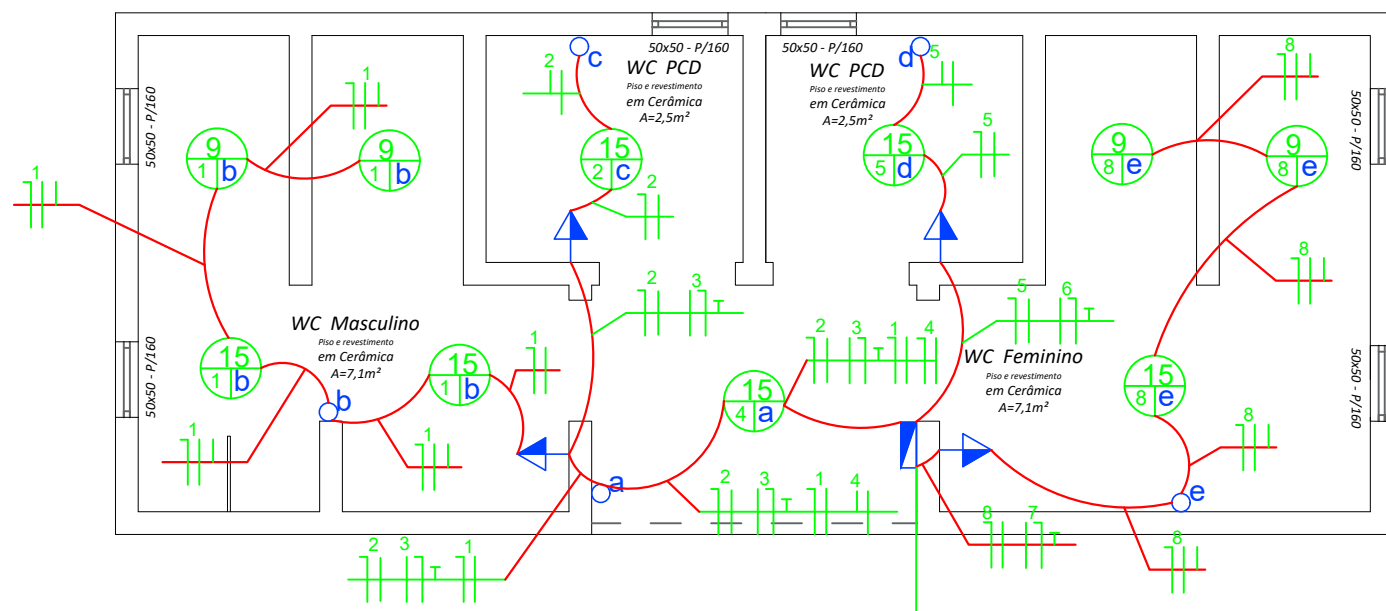 50x50 - P/160
50x50 - P/160
c
d
5
8
2
WC PCD
Piso e revestimento
em Cerâmica
A=2,5m²
WC PCD
Piso e revestimento
em Cerâmica
A=2,5m²
1
50x50 - P/160
50x50 - P/160
9
1
b
9
1
b
15
2
c
15
5
d
5
9
8
e
9
8
e
1
2
2
3
T
5
6
T
8
WC Masculino
Piso e revestimento
em Cerâmica
A=7,1m²
2
3
T
1
4
WC Feminino
Piso e revestimento
em Cerâmica
A=7,1m²
50x50 - P/160
50x50 - P/160
15
1
b
15
1
b
1
15
4
a
15
8
e
b
1
1
a
2
3
T
1
4
8
e
8
7
T
8
2
3
T
1